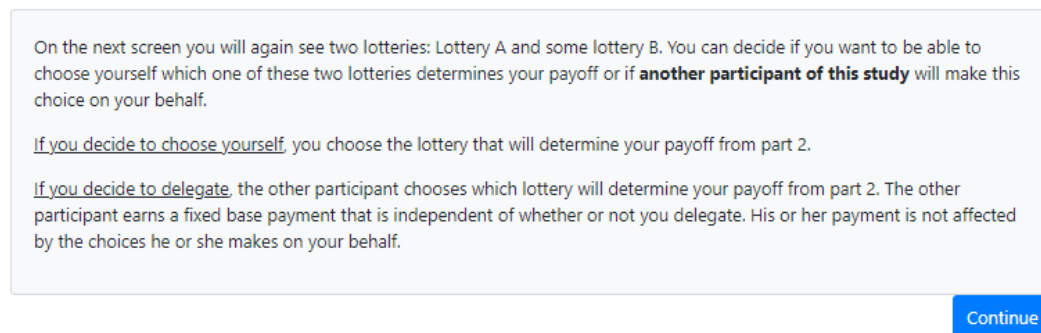 On the next screen you will again see two lotteries: Lottery A and some lottery B. You can decide if you want to be able to
choose yourself which one of these two lotteries determines your payoff or if another participant of this study will make this
choice on your behalf.
If you decide to choose yourself, you choose the lottery that will determine your payoff from part 2.
If you decide to delegate, the other participant chooses which lottery will determine your payoff from part 2. The other
participant earns a fixed base payment that is independent of whether or not you delegate. His or her payment is not affected
by the choices he or she makes on your behalf.
Continue